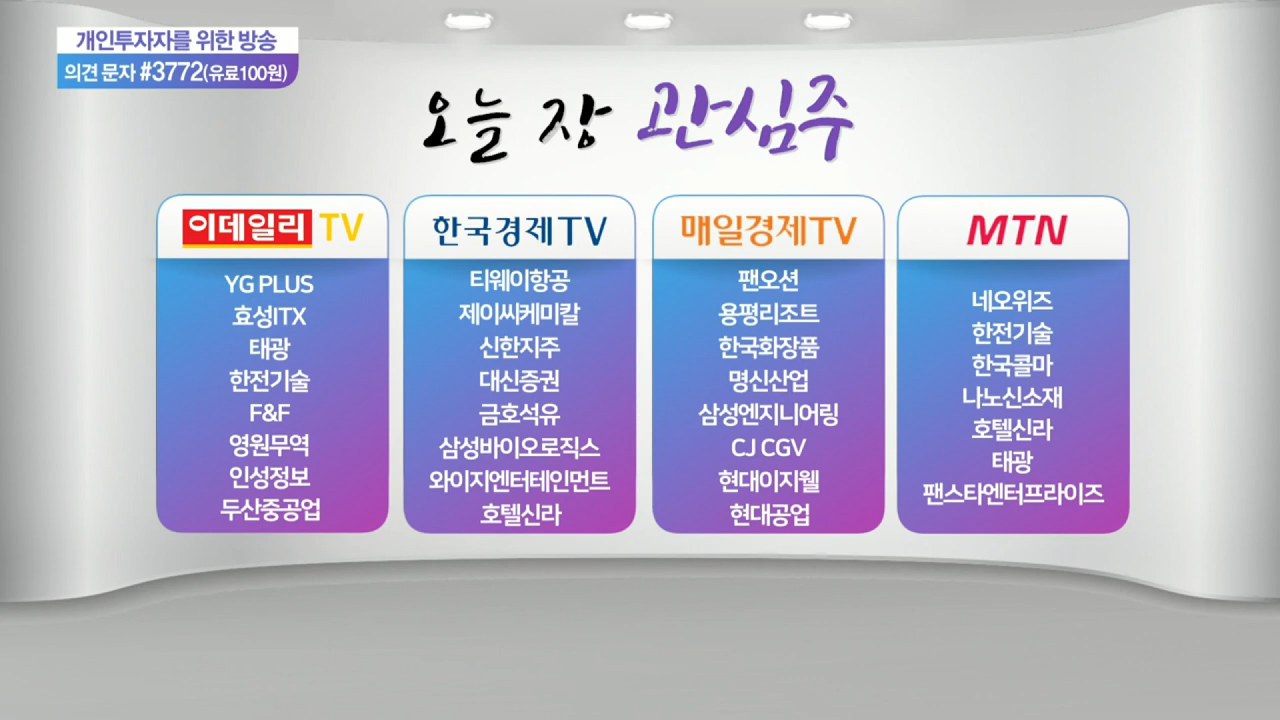 개인투자자를 위한 방송
의견 문자 #3772(유료100원)
오늘 장 관심주
이데일리 TV
YG PLUS
효성ITX
태광
한전기술
F&F
영원무역
인성정보
두산중공업
한국경제TV
티웨이항공
제이씨케미칼
신한지주
대신증권
금호석유
삼성바이오로직스
와이지엔터테인먼트
호텔신라
매일경제TV
팬오션
용평리조트
한국화장품
명신산업
삼성엔지니어링
CJ CGV
현대이지웰
현대공업
MTN
네오위즈
한전기술
한국콜마
나노신소재
호텔신라
태광
팬스타엔터프라이즈